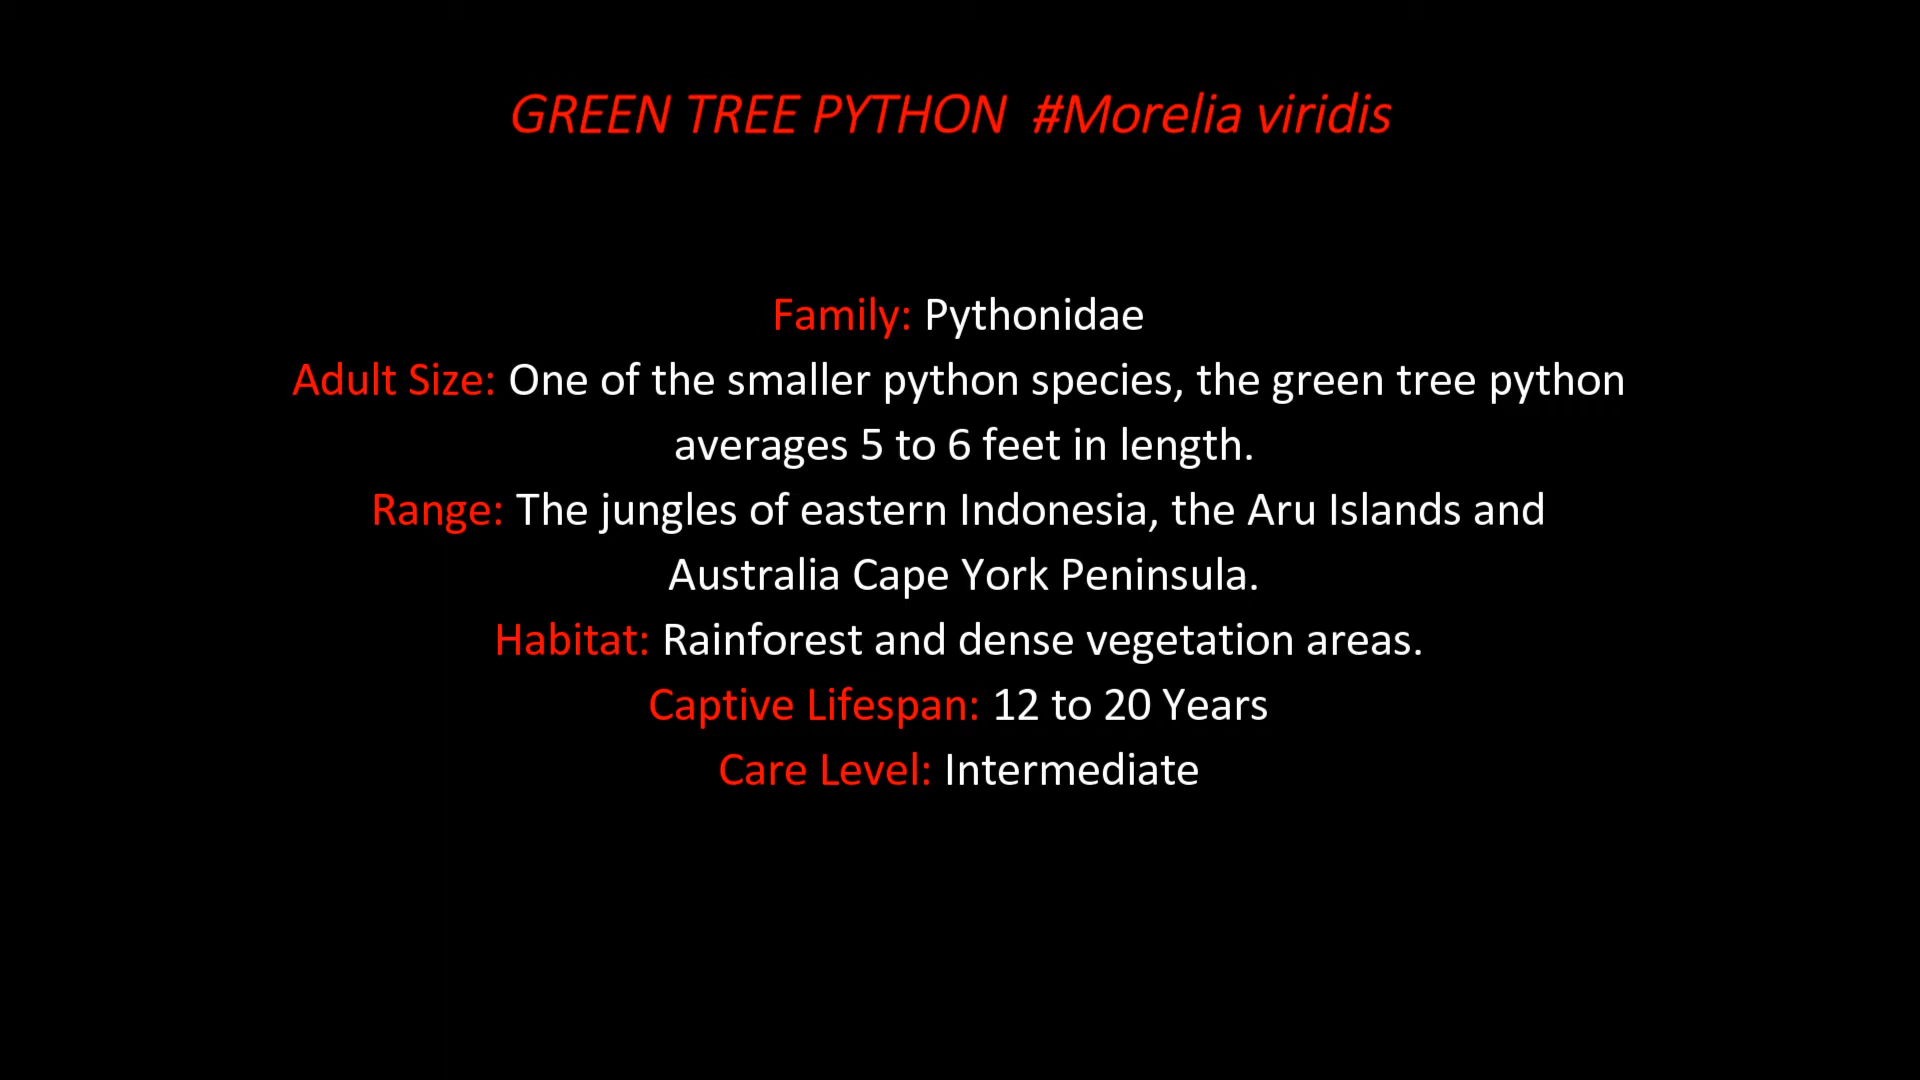 GREEN TREE PYTHON #Morelia viridis
Family: Pythonidae
Adult Size: One of the smaller python species, the green tree python
averages 5 to 6 feet in length.
Range: The jungles of eastern Indonesia, the Aru Islands and
Australia Cape York Peninsula.
Habitat: Rainforest and dense vegetation areas.
Captive Lifespan: 12 to 20 Years
Care Level: Intermediate